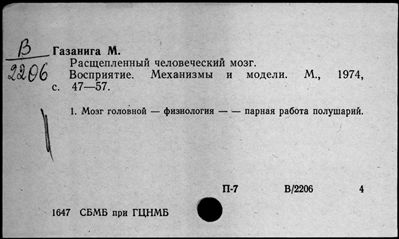 В
2206
Газанига М.
Расщепленный человеческий мозг.
Восприятие. Механизмы и модели. М., 1974,
с. 47—57.
1. Мозг головной — физнология — — парная работа полушарий.
П-7 В/2206 4
1647 СБМБ при ГЦНМБ